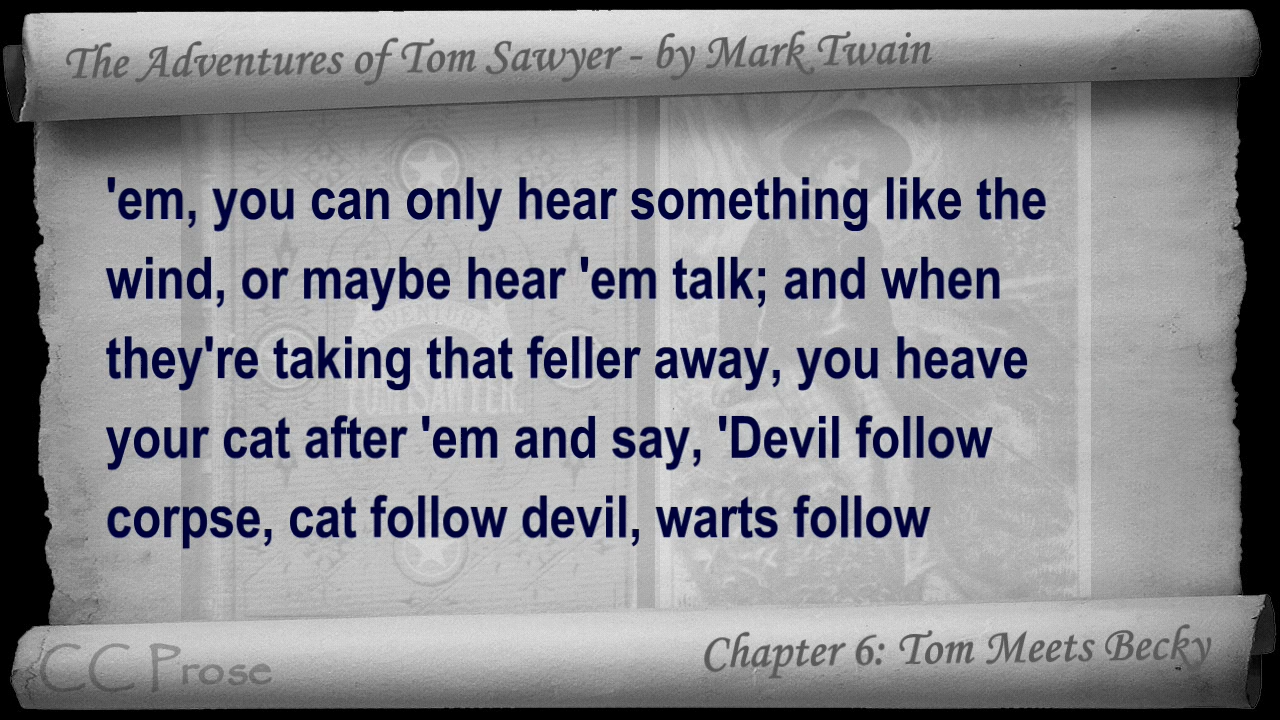 The Adventures of Tom Sawyer - by Mark Twain
'em, you can only hear something like the
wind, or maybe hear 'em talk; and when
they're taking that feller away, you heave
your cat after 'em and say, 'Devil follow
corpse, cat follow devil, warts follow
CC Prose
Chapter 6: Tom Meets Becky